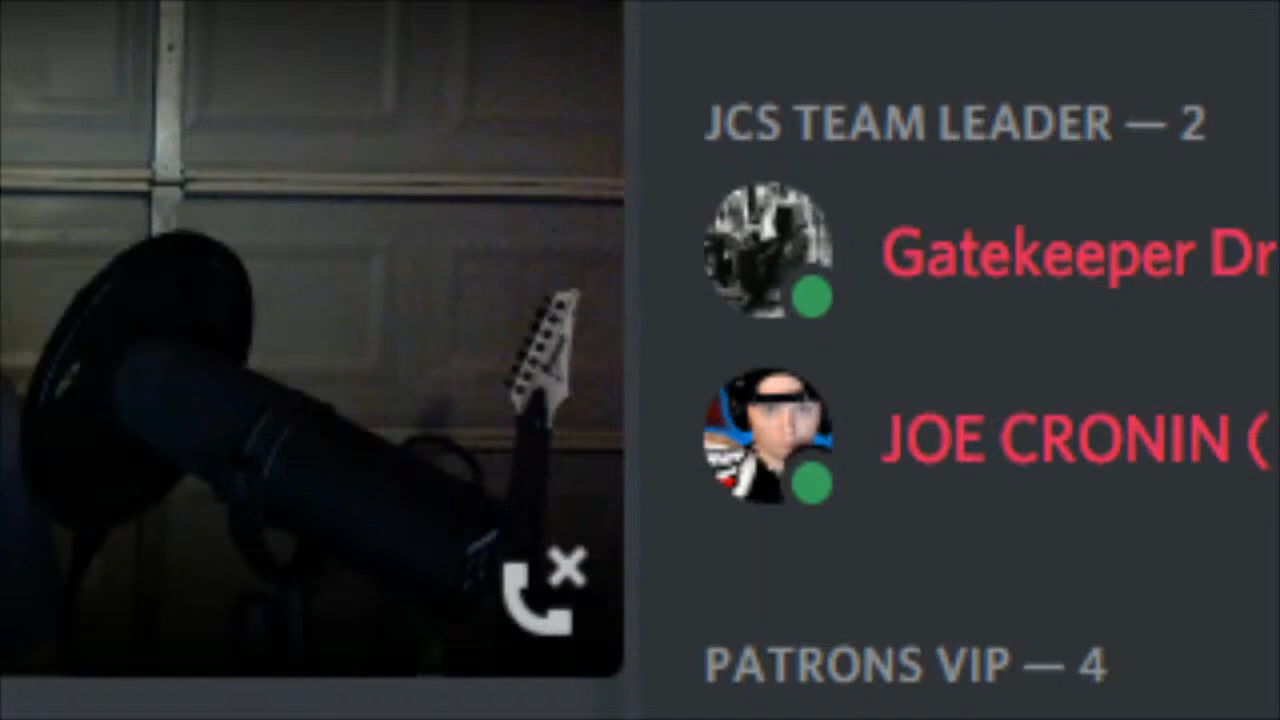 JCS TEAM LEADER — 2
Gatekeeper Dr
JOE CRONIN (
PATRONS VIP — 4